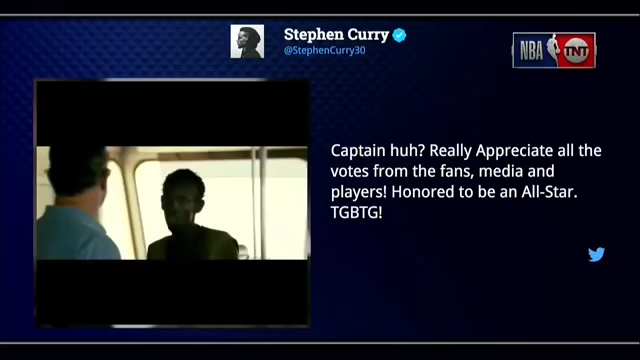 Stephen Curry
@StephenCurry30
NBA TNT
Captain huh? Really Appreciate all the
votes from the fans, media and
players! Honored to be an All-Star.
TGBTG!